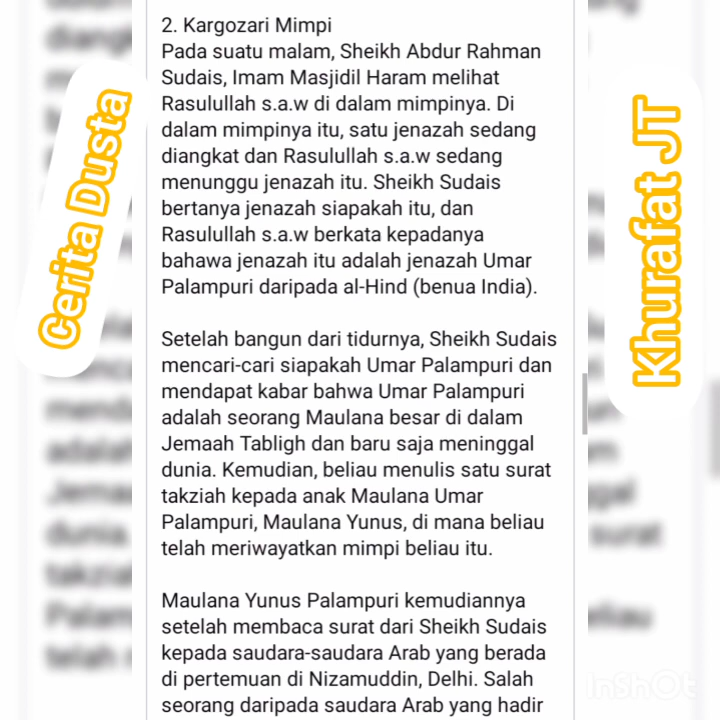 2. Kargozari Mimpi
Pada suatu malam, Sheikh Abdur Rahman
Sudais, Imam Masjidil Haram melihat
Rasulullah s.a.w di dalam mimpinya. Di
dalam mimpinya itu, satu jenazah sedang
diangkat dan Rasulullah s.a.w sedang
menunggu jenazah itu. Sheikh Sudais
bertanya jenazah siapakah itu, dan
Rasulullah s.a.w berkata kepadanya
bahawa jenazah itu adalah jenazah Umar
Palampuri daripada al-Hind (benua India).
Setelah bangun dari tidurnya, Sheikh Sudais
mencari-cari siapakah Umar Palampuri dan
mendapat kabar bahwa Umar Palampuri
adalah seorang Maulana besar di dalam
Jemaah Tabligh dan baru saja meninggal
dunia. Kemudian, beliau menulis satu surat
takziah kepada anak Maulana Umar
Palampuri, Maulana Yunus, di mana beliau
telah meriwayatkan mimpi beliau itu.
Maulana Yunus Palampuri kemudiannya
setelah membaca surat dari Sheikh Sudais
kepada saudara-saudara Arab yang berada
di pertemuan di Nizamuddin, Delhi. Salah
seorang daripada saudara Arab yang hadir
Cerita Dusta
Khurafat JT
InShOt